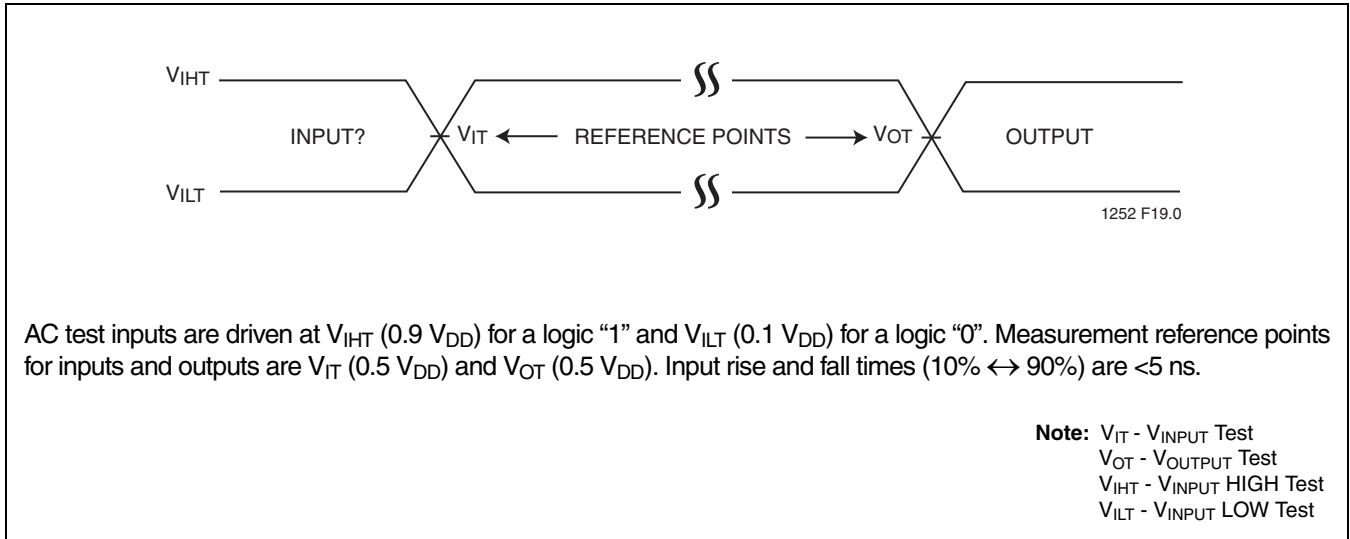 VIHT
INPUT? VIT REFERENCE POINTS VOT OUTPUT
VILT
1252 F19.0
AC test inputs are driven at VIHT (0.9 VDD) for a logic “1” and VILT (0.1 VDD) for a logic “0”. Measurement reference points
for inputs and outputs are VIT (0.5 VDD) and VOT (0.5 VDD). Input rise and fall times (10% ↔ 90%) are <5 ns.
Note: VIT - VINPUT Test
VOT - VOUTPUT Test
VIHT - VINPUT HIGH Test
VILT - VINPUT LOW Test